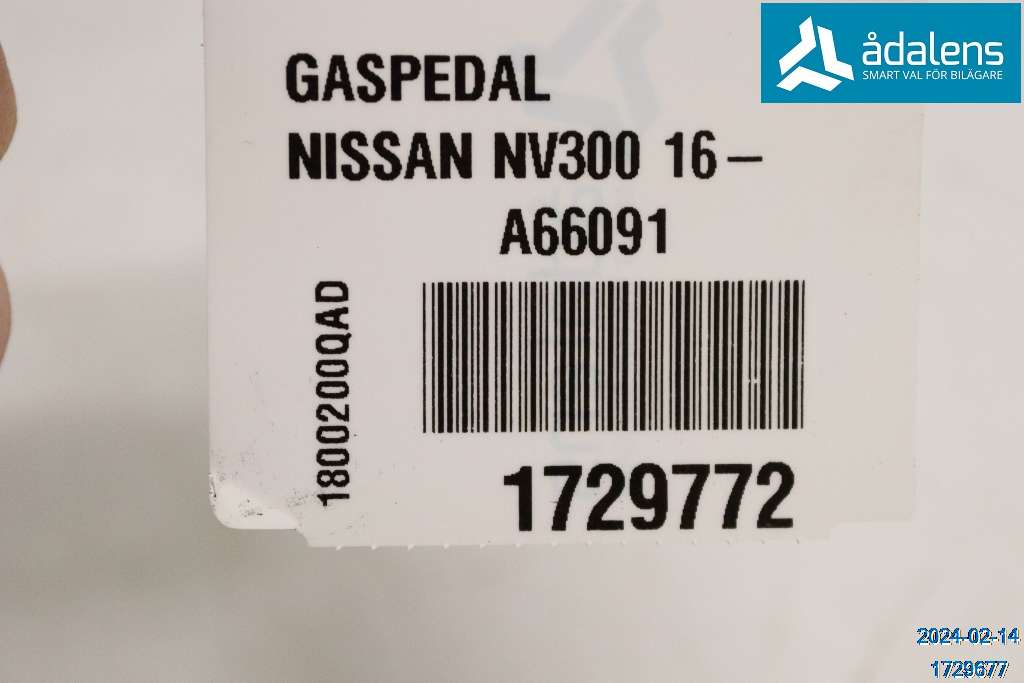 ådalens
SMART VAL FÖR BILÄGARE
GASPEDAL
NISSAN NV300 16-
A66091
1800200QAD
1729772
2024-02-14
1729677